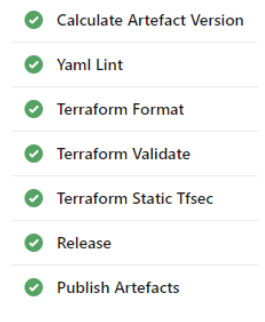 Calculate Artefact Version
Yaml Lint
Terraform Format
Terraform Validate
Terraform Static Tfsec
Release
Publish Artefacts